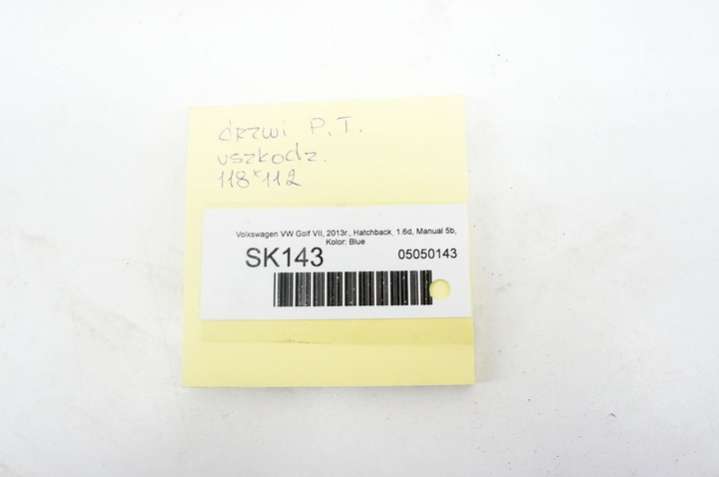 drzwi P.T.
uszkodz.
118*112
Volkswagen VW Golf VII, 2013r., Hatchback, 1.6d, Manual 5b,
Kolor: Blue
SK143 05050143